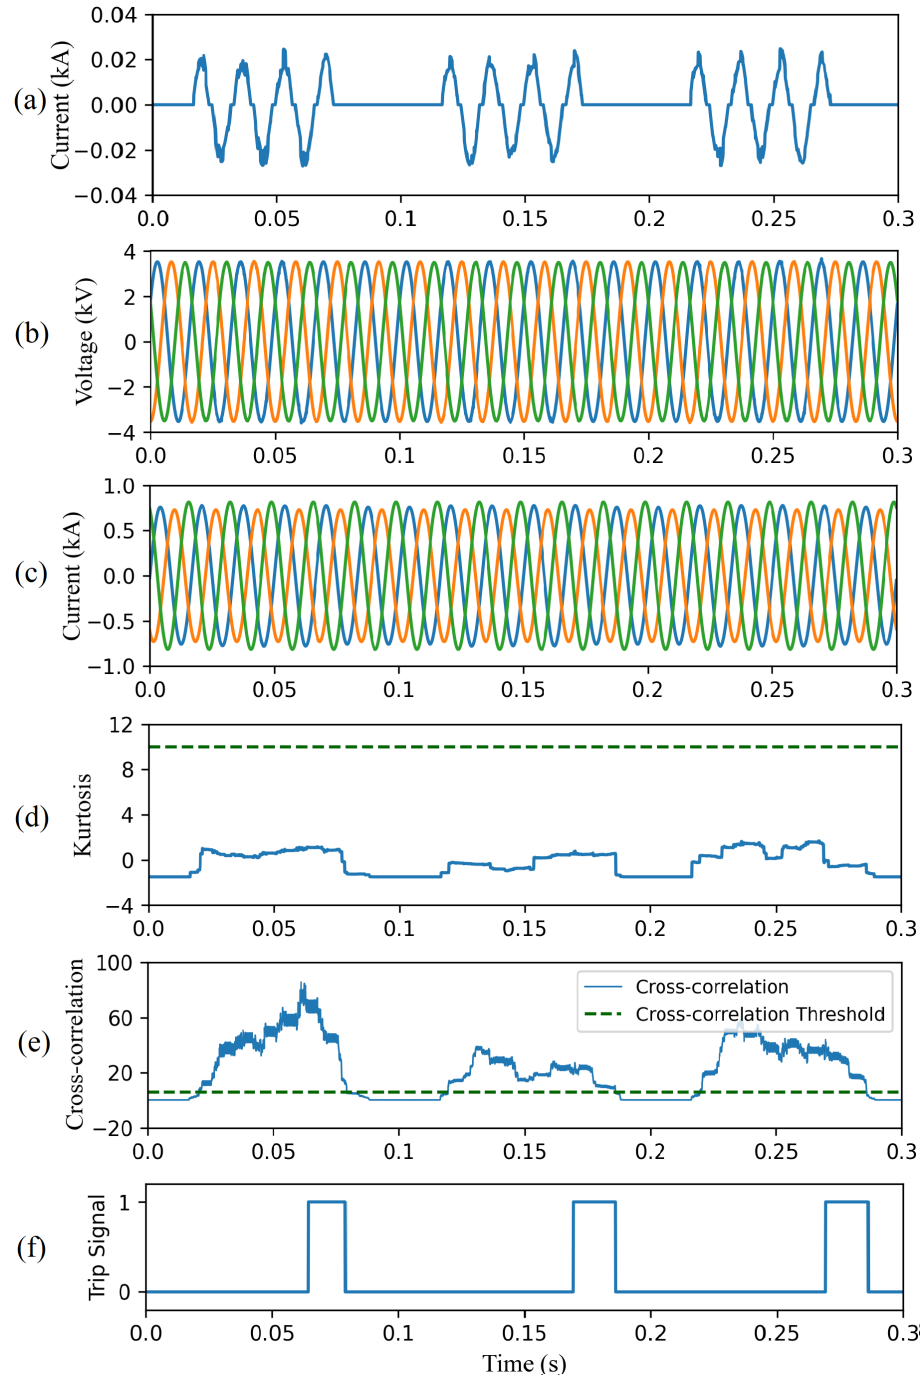 (a)
Current (kA)
0.04
0.02
0.00
−0.02
−0.04
0.0 0.05 0.1 0.15 0.2 0.25 0.3
(b)
Voltage (kV)
4
2
0
−2
−4
0.0 0.05 0.1 0.15 0.2 0.25 0.3
(c)
Current (kA)
1.0
0.5
0.0
−0.5
−1.0
0.0 0.05 0.1 0.15 0.2 0.25 0.3
(d)
Kurtosis
12
8
4
0
−4
0.0 0.05 0.1 0.15 0.2 0.25 0.3
(e)
Cross-correlation
100
60
20
−20
Cross-correlation
Cross-correlation Threshold
0.0 0.05 0.1 0.15 0.2 0.25 0.3
(f)
Trip Signal
1
0
0.0 0.05 0.1 0.15 0.2 0.25 0.3
Time (s)